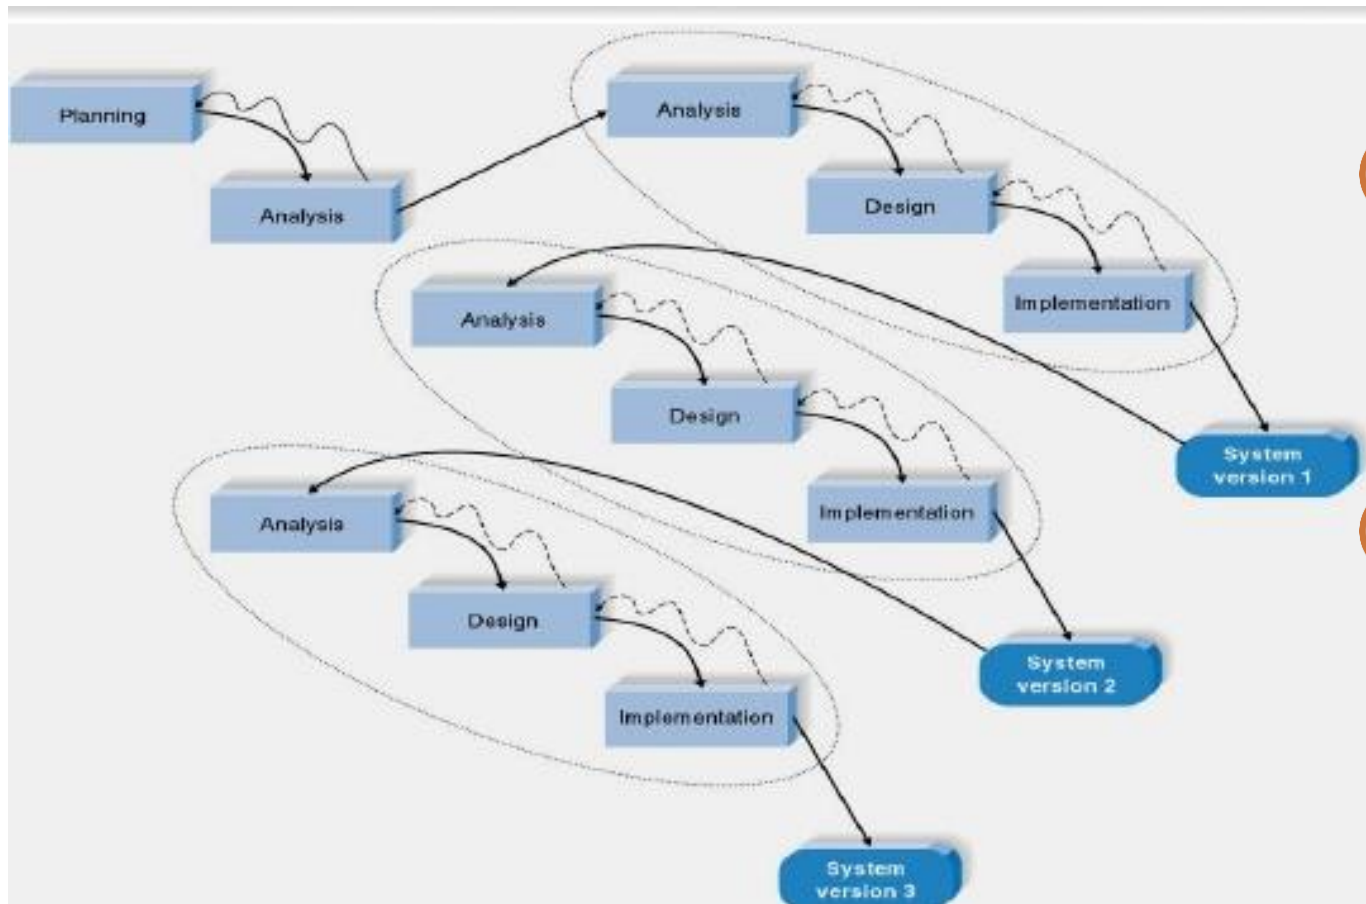 Planning
Analysis
Analysis
Design
Implementation
System
version 1
Analysis
Design
Implementation
System
version 2
Analysis
Design
Implementation
System
version 3